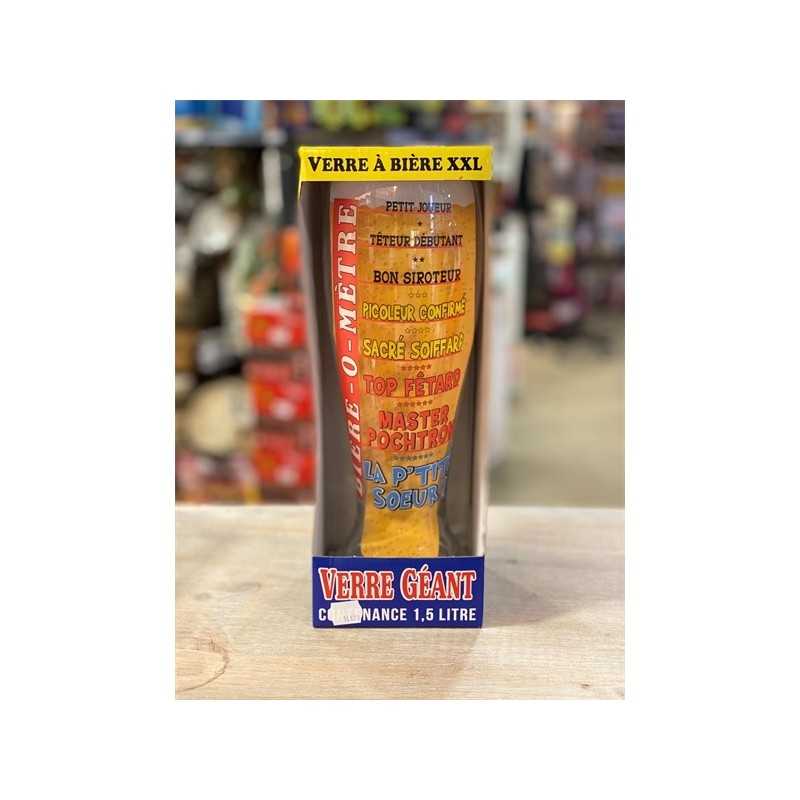 VERRE À BIÈRE XXL
BIÈRE-O-MÈTRE
PETIT JOUEUR
TÉTEUR DÉBUTANT
BON SIROTEUR
PICOLEUR CONFIRMÉ
SACRÉ SOIFFARD
TOP FÊTARD
MASTER
POCHTRON
LA P'TITE
SOEUR !
VERRE GÉANT
CONTENANCE 1,5 LITRE